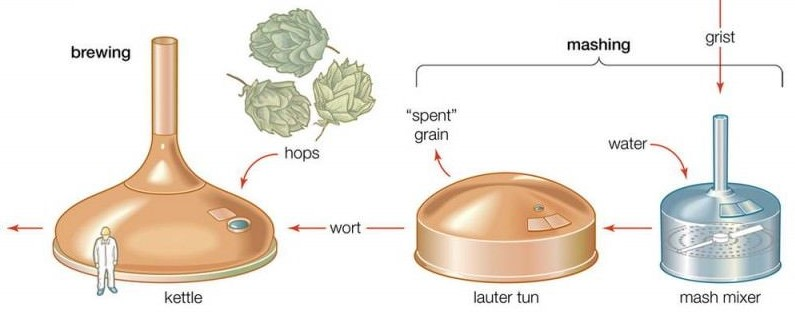 brewing
hops
kettle
wort
mashing
"spent"
grain
lauter tun
grist
water
mash mixer